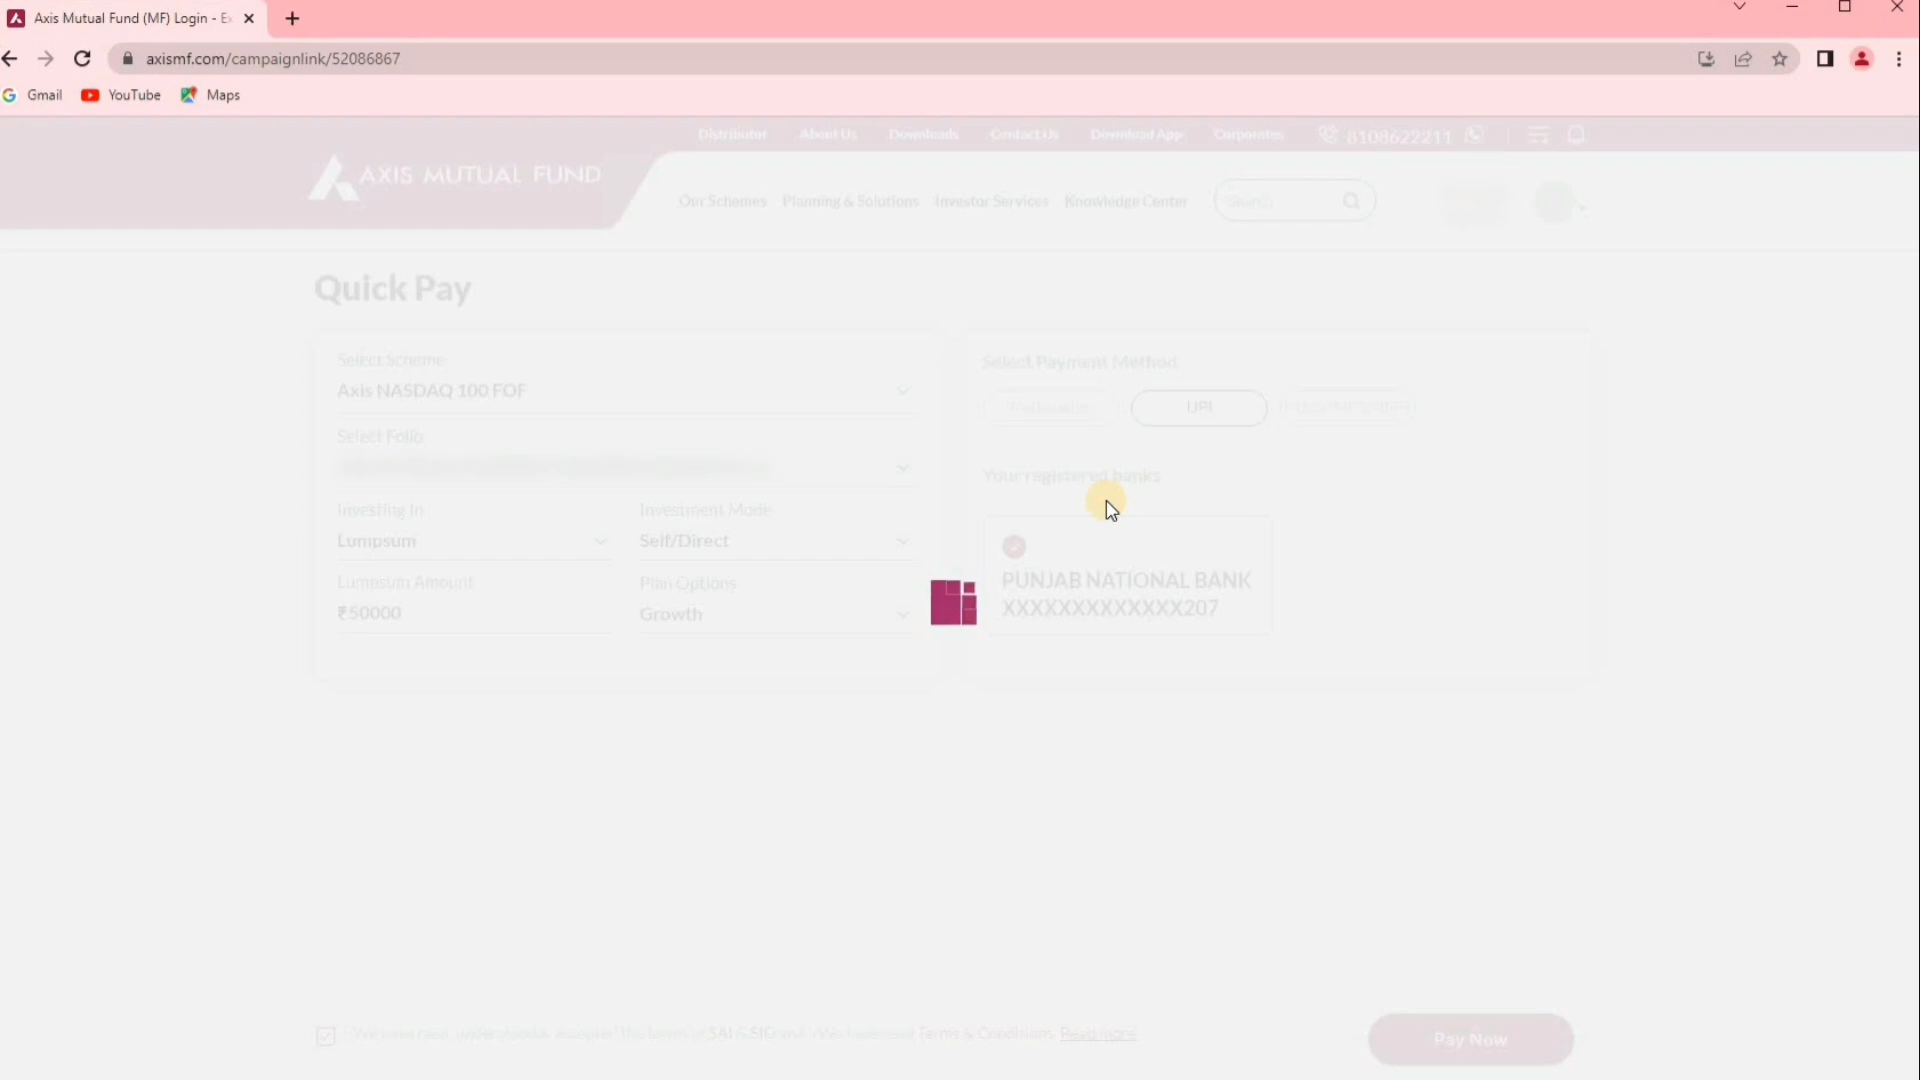 Axis Mutual Fund (MF) Login - E
axismf.com/campaignlink/52086867
Gmail YouTube Maps
Distributor About Us Downloads Contact Us Download App Corporates 8108622211
AXIS MUTUAL FUND
Our Schemes Planning & Solutions Investor Services Knowledge Center Search
Quick Pay
Select Scheme
Axis NASDAQ 100 FOF
Select Folio
Investing In Investment Mode
Lumpsum Self/Direct
Lumpsum Amount Plan Options
₹50000 Growth
Select Payment Method
UPI
Your registered banks
PUNJAB NATIONAL BANK
XXXXXXXXXXXXX207
Terms & Conditions. Read more
Pay Now